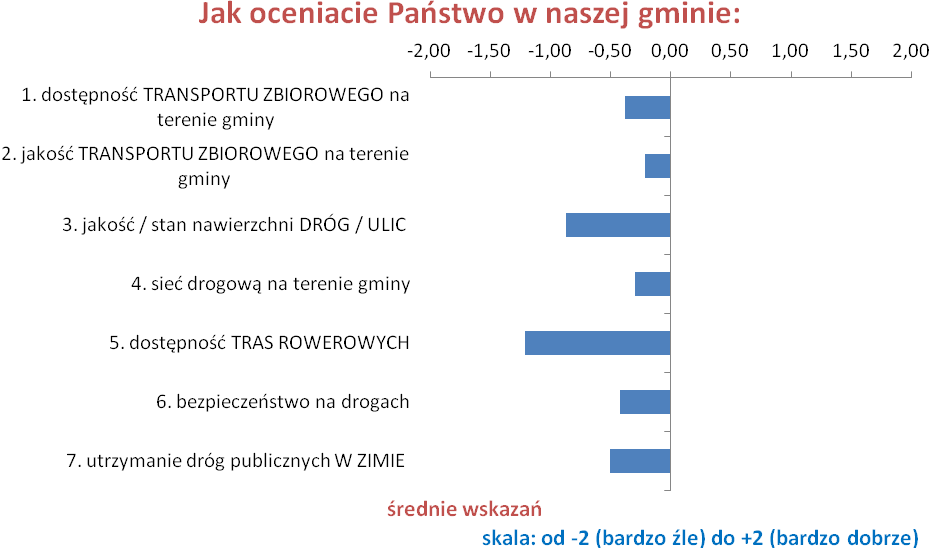 Jak oceniacie Państwo w naszej gminie:
-2,00 -1,50 -1,00 -0,50 0,00 0,50 1,00 1,50 2,00
1. dostępność TRANSPORTU ZBIOROWEGO na
terenie gminy
2. jakość TRANSPORTU ZBIOROWEGO na terenie
gminy
3. jakość / stan nawierzchni DRÓG / ULIC
4. sieć drogową na terenie gminy
5. dostępność TRAS ROWEROWYCH
6. bezpieczeństwo na drogach
7. utrzymanie dróg publicznych W ZIMIE
średnie wskazań
skala: od -2 (bardzo źle) do +2 (bardzo dobrze)